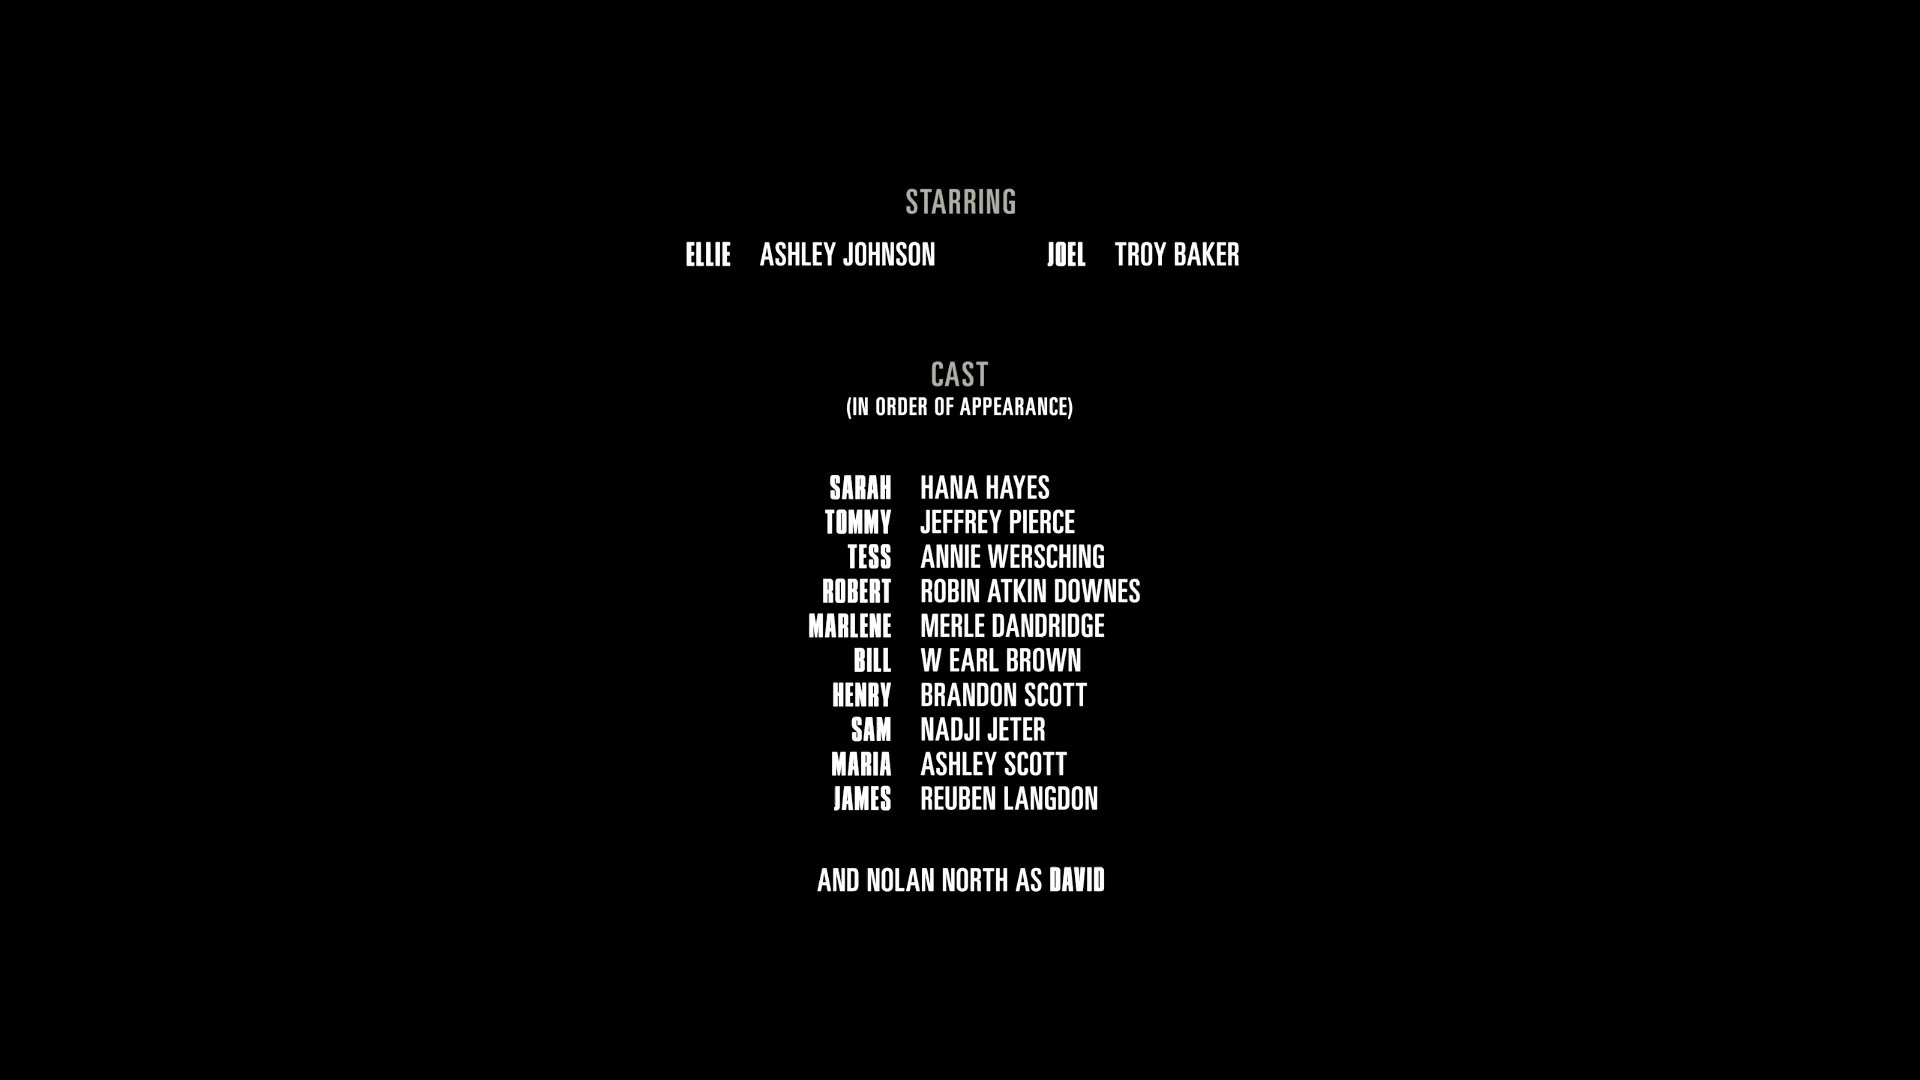 STARRING
ELLIE ASHLEY JOHNSON JOEL TROY BAKER
CAST
(IN ORDER OF APPEARANCE)
SARAH HANA HAYES
TOMMY JEFFREY PIERCE
TESS ANNIE WERSCHING
ROBERT ROBIN ATKIN DOWNES
MARLENE MERLE DANDRIDGE
BILL W EARL BROWN
HENRY BRANDON SCOTT
SAM NADJI JETER
MARIA ASHLEY SCOTT
JAMES REUBEN LANGDON
AND NOLAN NORTH AS DAVID